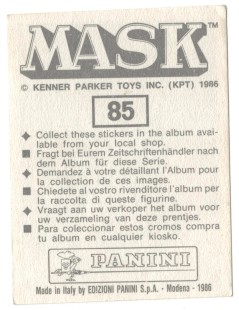 MASK™
© KENNER PARKER TOYS INC. (KPT) 1986
85
◆ Collect these stickers in the album avai-
lable from your local shop.
■ Fragt bei Eurem Zeitschriftenhändler nach
dem Album für diese Serie.
◆ Demandez à votre détaillant l'Album pour
la collection de ces images.
■ Chiedete al vostro rivenditore l'album per
la raccolta di queste figurine.
◆ Vraagt aan uw verkoper het album voor
uw verzameling van deze prentjes.
■ Para coleccionar estos cromos compra
tu album en cualquier kiosko.
PANINI
Made in Italy by EDIZIONI PANINI S.p.A. - Modena - 1986